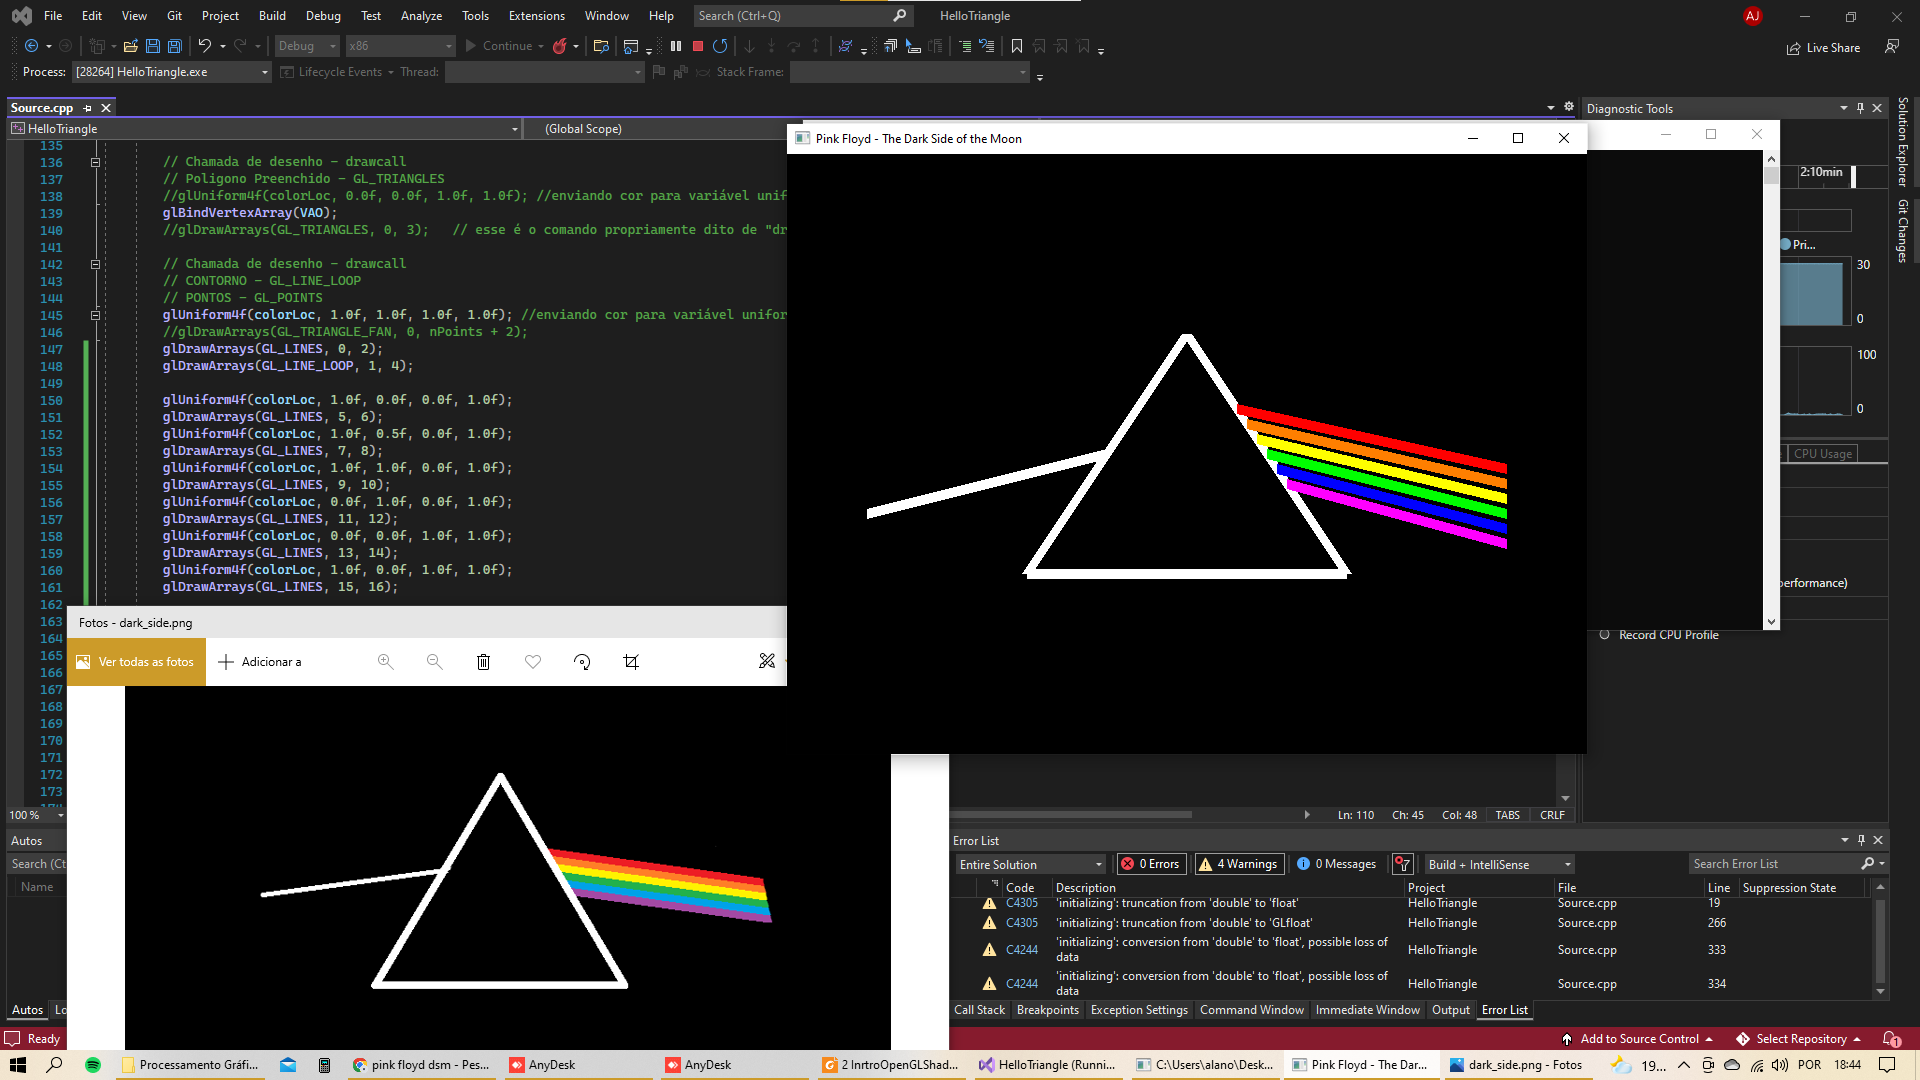 File Edit View Git Project Build Debug Test Analyze Tools Extensions Window Help Search (Ctrl+Q) HelloTriangle AJ
Debug x86 Continue Live Share
Process: [28264] HelloTriangle.exe Lifecycle Events Thread: Stack Frame:
Source.cpp
HelloTriangle (Global Scope)
135
136 // Chamada de desenho - drawcall
137 // Poligono Preenchido - GL_TRIANGLES
138 //glUniform4f(colorLoc, 0.0f, 0.0f, 1.0f, 1.0f); //enviando cor para variável unif
139 glBindVertexArray(VAO);
140 //glDrawArrays(GL_TRIANGLES, 0, 3); // esse é o comando propriamente dito de "dr
141
142 // Chamada de desenho - drawcall
143 // CONTORNO - GL_LINE_LOOP
144 // PONTOS - GL_POINTS
145 glUniform4f(colorLoc, 1.0f, 1.0f, 1.0f, 1.0f); //enviando cor para variável unifor
146 //glDrawArrays(GL_TRIANGLE_FAN, 0, nPoints + 2);
147 glDrawArrays(GL_LINES, 0, 2);
148 glDrawArrays(GL_LINE_LOOP, 1, 4);
149
150 glUniform4f(colorLoc, 1.0f, 0.0f, 0.0f, 1.0f);
151 glDrawArrays(GL_LINES, 5, 6);
152 glUniform4f(colorLoc, 1.0f, 0.5f, 0.0f, 1.0f);
153 glDrawArrays(GL_LINES, 7, 8);
154 glUniform4f(colorLoc, 1.0f, 1.0f, 0.0f, 1.0f);
155 glDrawArrays(GL_LINES, 9, 10);
156 glUniform4f(colorLoc, 0.0f, 1.0f, 0.0f, 1.0f);
157 glDrawArrays(GL_LINES, 11, 12);
158 glUniform4f(colorLoc, 0.0f, 0.0f, 1.0f, 1.0f);
159 glDrawArrays(GL_LINES, 13, 14);
160 glUniform4f(colorLoc, 1.0f, 0.0f, 1.0f, 1.0f);
161 glDrawArrays(GL_LINES, 15, 16);
162
163
164
165
166
167
168
169
170
171
172
173
100 %
Pink Floyd - The Dark Side of the Moon
Diagnostic Tools
2:10min
Pri...
30
0
100
0
CPU Usage
performance)
Record CPU Profile
Solution Explorer
Git Changes
Fotos - dark_side.png
Ver todas as fotos Adicionar a
Ln: 110 Ch: 45 Col: 48 TABS CRLF
Autos
Search (Ct
Name
Autos Lo
Error List
Entire Solution 0 Errors 4 Warnings 0 Messages Build + IntelliSense Search Error List
Code Description Project File Line Suppression State
C4305 'initializing': truncation from 'double' to 'float' HelloTriangle Source.cpp 19
C4305 'initializing': truncation from 'double' to 'GLfloat' HelloTriangle Source.cpp 266
C4244 'initializing': conversion from 'double' to 'float', possible loss of data HelloTriangle Source.cpp 333
C4244 'initializing': conversion from 'double' to 'float', possible loss of data HelloTriangle Source.cpp 334
Call Stack Breakpoints Exception Settings Command Window Immediate Window Output Error List
Ready Add to Source Control Select Repository 1
Processamento Gráfi... pink floyd dsm - Pes... AnyDesk AnyDesk 2 IntroOpenGLShad... HelloTriangle (Runni... C:\Users\alano\Desk... Pink Floyd - The Dar... dark_side.png - Fotos 19... POR 18:44